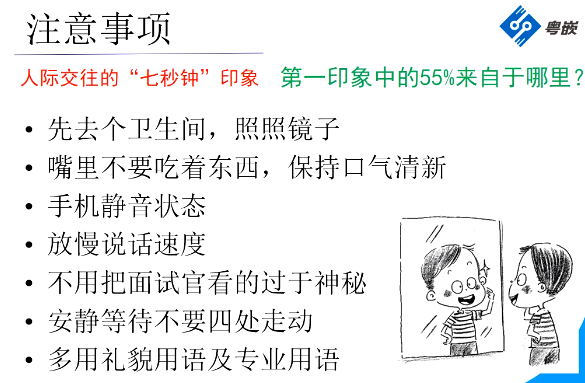 注意事项
粤嵌
人际交往的“七秒钟”印象 第一印象中的55%来自于哪里?
• 先去个卫生间，照照镜子
• 嘴里不要吃着东西，保持口气清新
• 手机静音状态
• 放慢说话速度
• 不用把面试官看的过于神秘
• 安静等待不要四处走动
• 多用礼貌用语及专业用语